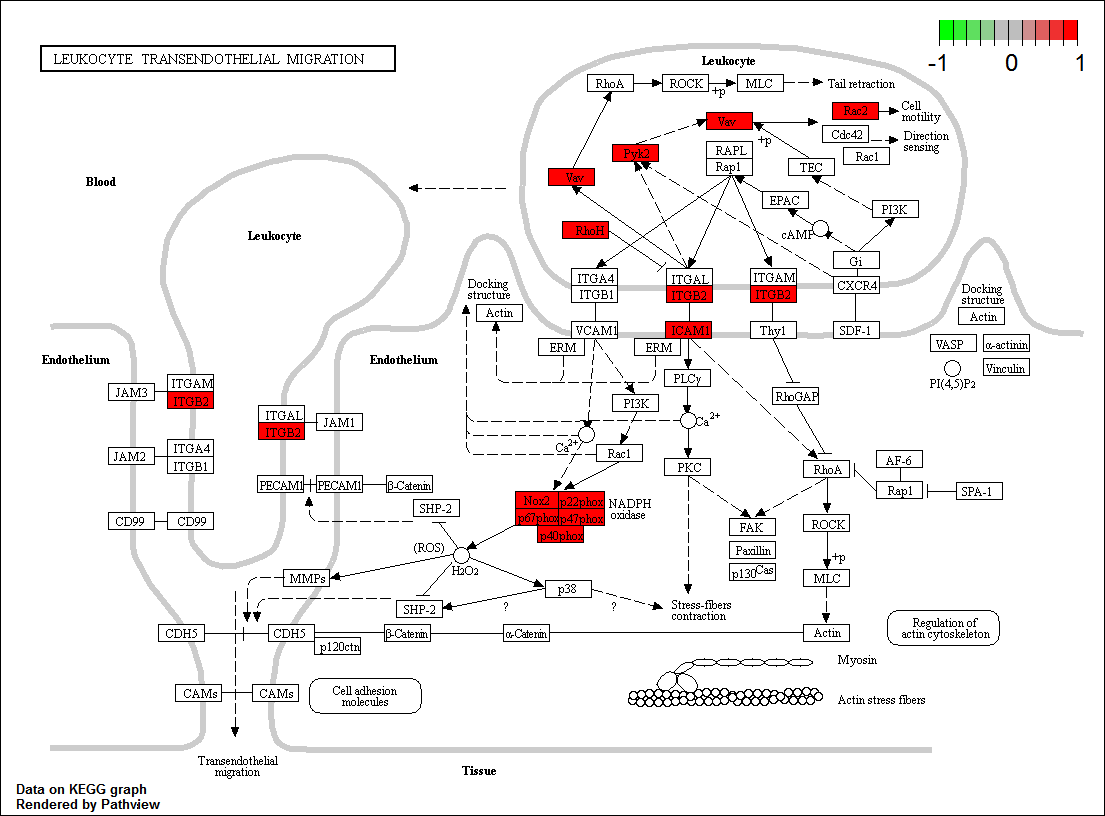 LEUKOCYTE TRANSENDOTHELIAL MIGRATION
-1 0 1
Leukocyte
RhoA
ROCK
+p
MLC
Tail retraction
Vav
+p
Rac2
Cell
motility
Cdc42
Direction
sensing
Rac1
Pyk2
RAPL
Rap1
TEC
Vav
EPAC
PI3K
RhoH
cAMP
Gi
ITGA4
ITGB1
ITGAL
ITGB2
ITGAM
ITGB2
CXCR4
Blood
Leukocyte
Docking
structure
Actin
VCAM1
ICAM1
Thy1
SDF-1
ERM
ERM
Docking
structure
Actin
VASP
α-actinin
PI(4,5)P2
Vinculin
Endothelium
Endothelium
JAM3
ITGAM
ITGB2
ITGAL
ITGB2
JAM1
JAM2
ITGA4
ITGB1
PECAM1
PECAM1
β-Catenin
CD99
CD99
PLCγ
PI3K
RhoGAP
Ca2+
Ca2+
Rac1
PKC
RhoA
AF-6
Rap1
SPA-1
Nox2
p22phox
p67phox
p47phox
p40phox
NADPH
oxidase
SHP-2
FAK
Paxillin
p130Cas
ROCK
+p
MLC
(ROS)
H2O2
MMPs
p38
SHP-2
?
?
Stress-fibers
contraction
CDH5
CDH5
p120ctn
β-Catenin
α-Catenin
Actin
Regulation of
actin cytoskeleton
CAMs
CAMs
Cell adhesion
molecules
Myosin
Actin stress fibers
Transendothelial
migration
Tissue
Data on KEGG graph
Rendered by Pathview